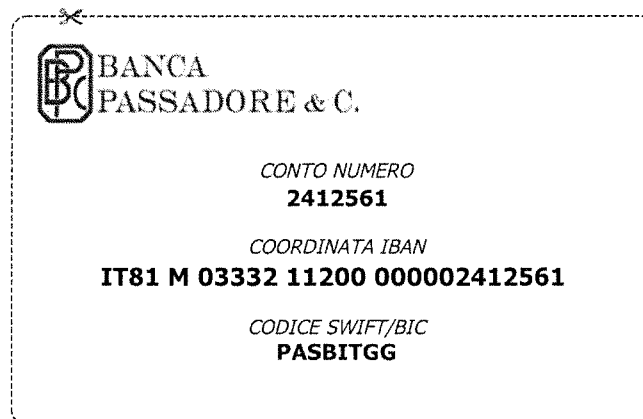 BANCA
PASSADORE & C.
CONTO NUMERO
2412561
COORDINATA IBAN
IT81 M 03332 11200 000002412561
CODICE SWIFT/BIC
PASBITGG